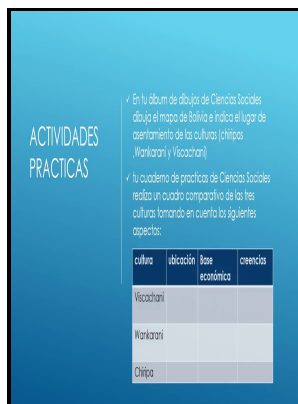 ACTIVIDADES
PRACTICAS
✓ En tu álbum de dibujos de Ciencias Sociales
dibuja el mapa de Bolivia e indica el lugar de
asentamiento de las culturas (chiripas
,Wankarani y Viscachani)
✓ tu cuaderno de practicas de Ciencias Sociales
realiza un cuadro comparativo de las tres
culturas tomando en cuenta los siguientes
aspectos:
cultura ubicación Base creencias
económica
Viscachani
Wankarani
Chiripa